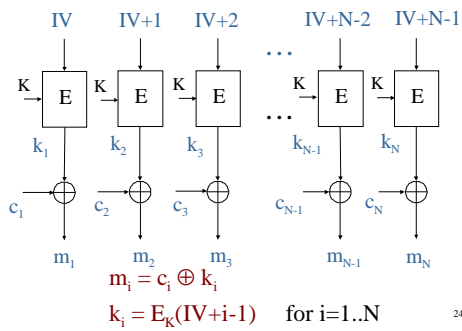 IV IV+1 IV+2 ... IV+N-2 IV+N-1
K E K E K E ... K E K E
k₁ k₂ k₃ kN-1 kN
c₁ c₂ c₃ cN-1 cN
m₁ m₂ m₃ mN-1 mN
mᵢ = cᵢ ⊕ kᵢ
kᵢ = EK(IV+i-1) for i=1..N
24